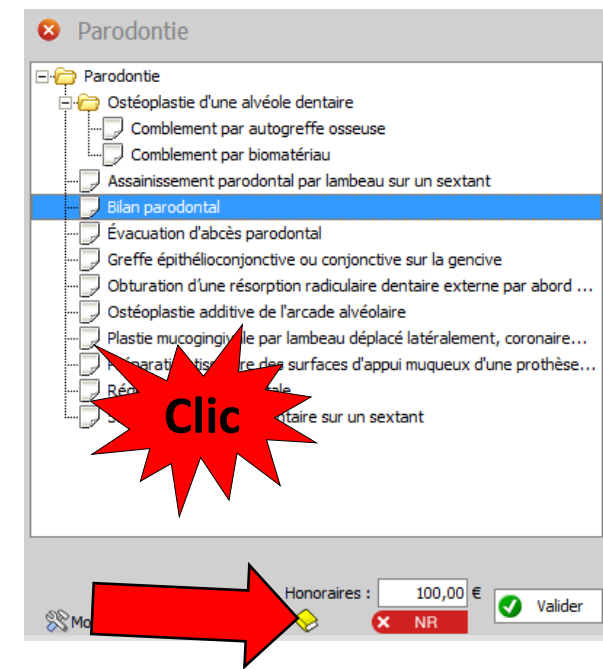 Parodontie
Parodontie
Ostéoplastie d'une alvéole dentaire
Comblement par autogreffe osseuse
Comblement par biomatériau
Assainissement parodontal par lambeau sur un sextant
Bilan parodontal
Évacuation d'abcès parodontal
Greffe épithélioconjonctive ou conjonctive sur la gencive
Obturation d'une résorption radiculaire dentaire externe par abord ...
Ostéoplastie additive de l'arcade alvéolaire
Plastie mucogingivale par lambeau déplacé latéralement, coronaire...
des surfaces d'appui muqueux d'une prothèse...
sur un sextant
Clic
Honoraires : 100,00 €
NR
Valider